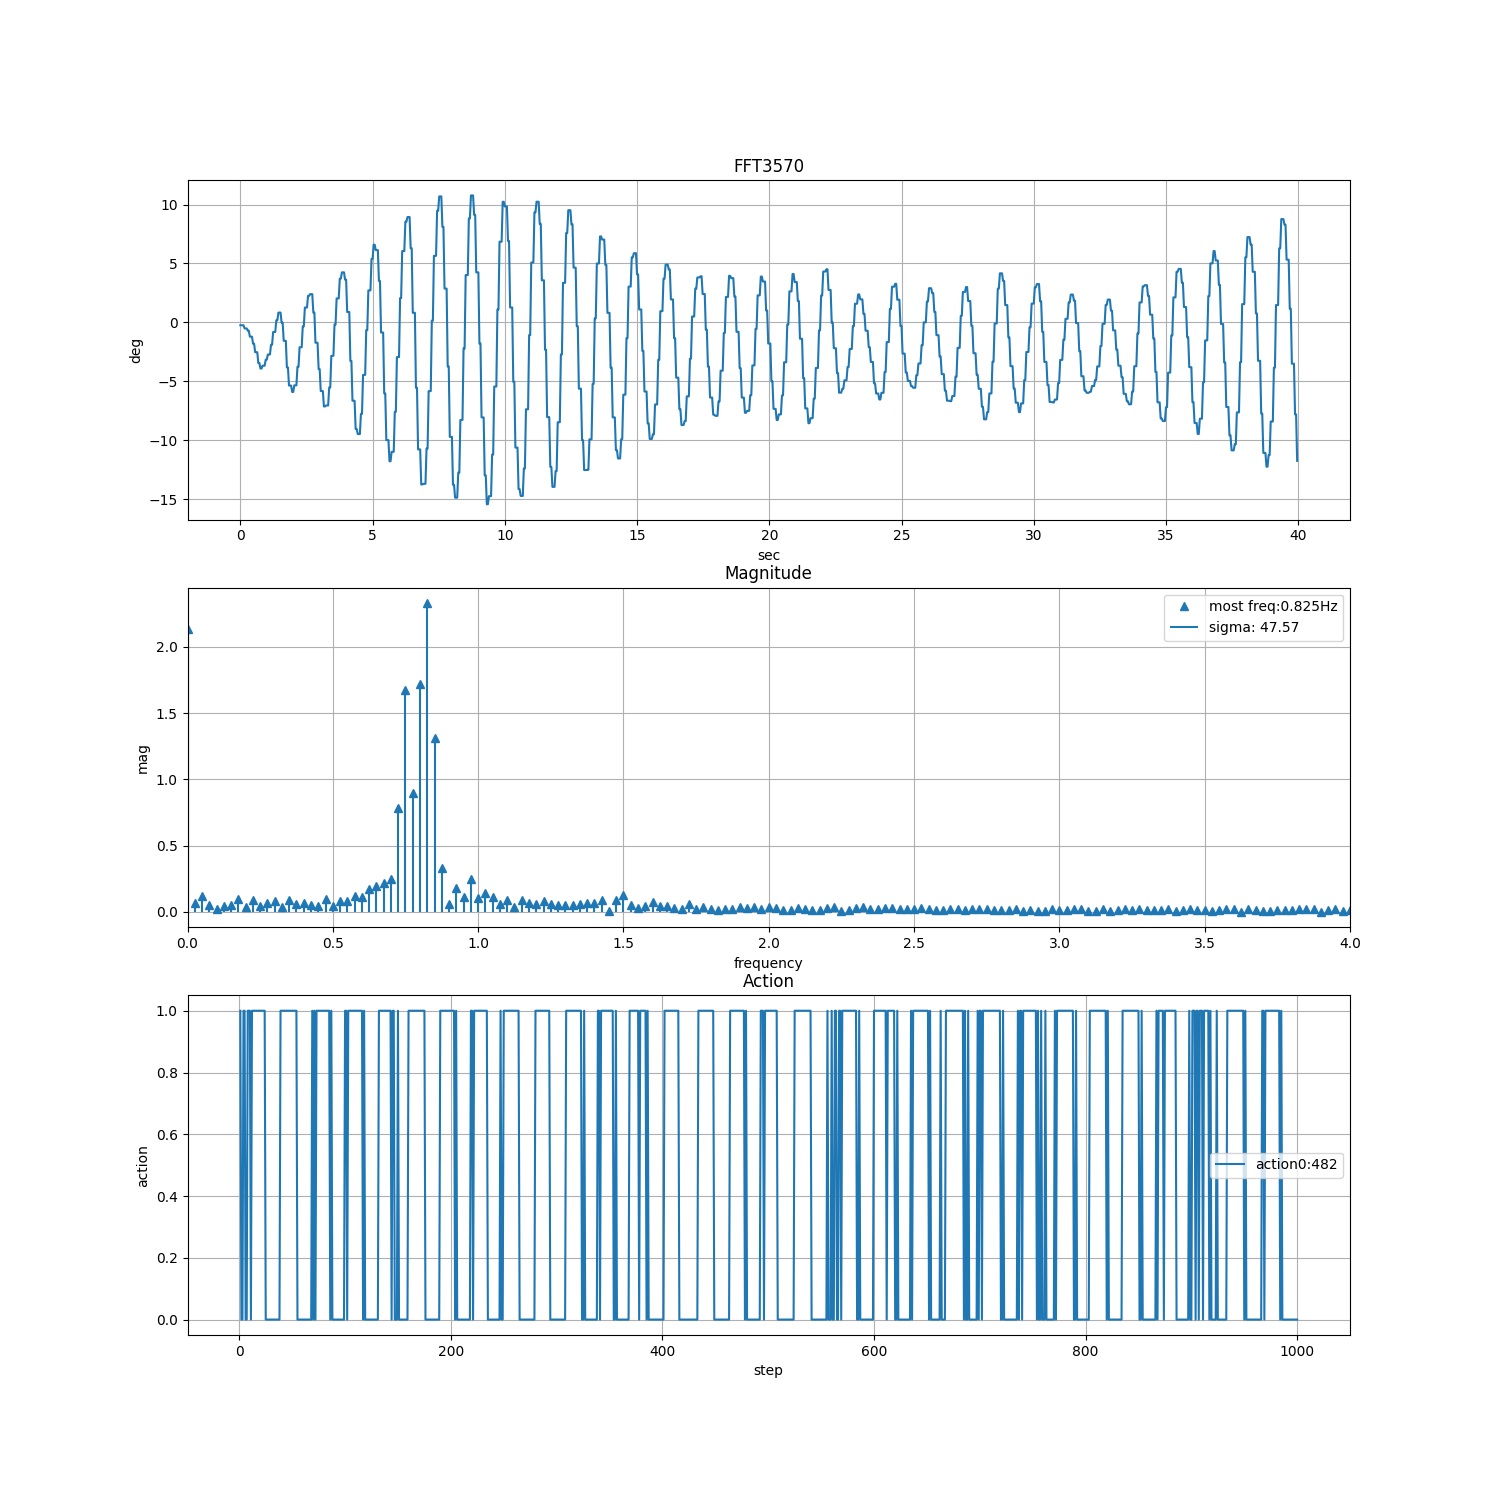 FFT3570
10
5
0
−5
−10
−15
deg
0 5 10 15 20 25 30 35 40
sec
Magnitude
most freq:0.825Hz
sigma: 47.57
2.0
1.5
1.0
0.5
0.0
mag
0.0 0.5 1.0 1.5 2.0 2.5 3.0 3.5 4.0
frequency
Action
1.0
0.8
0.6
0.4
0.2
0.0
action
action0:482
0 200 400 600 800 1000
step